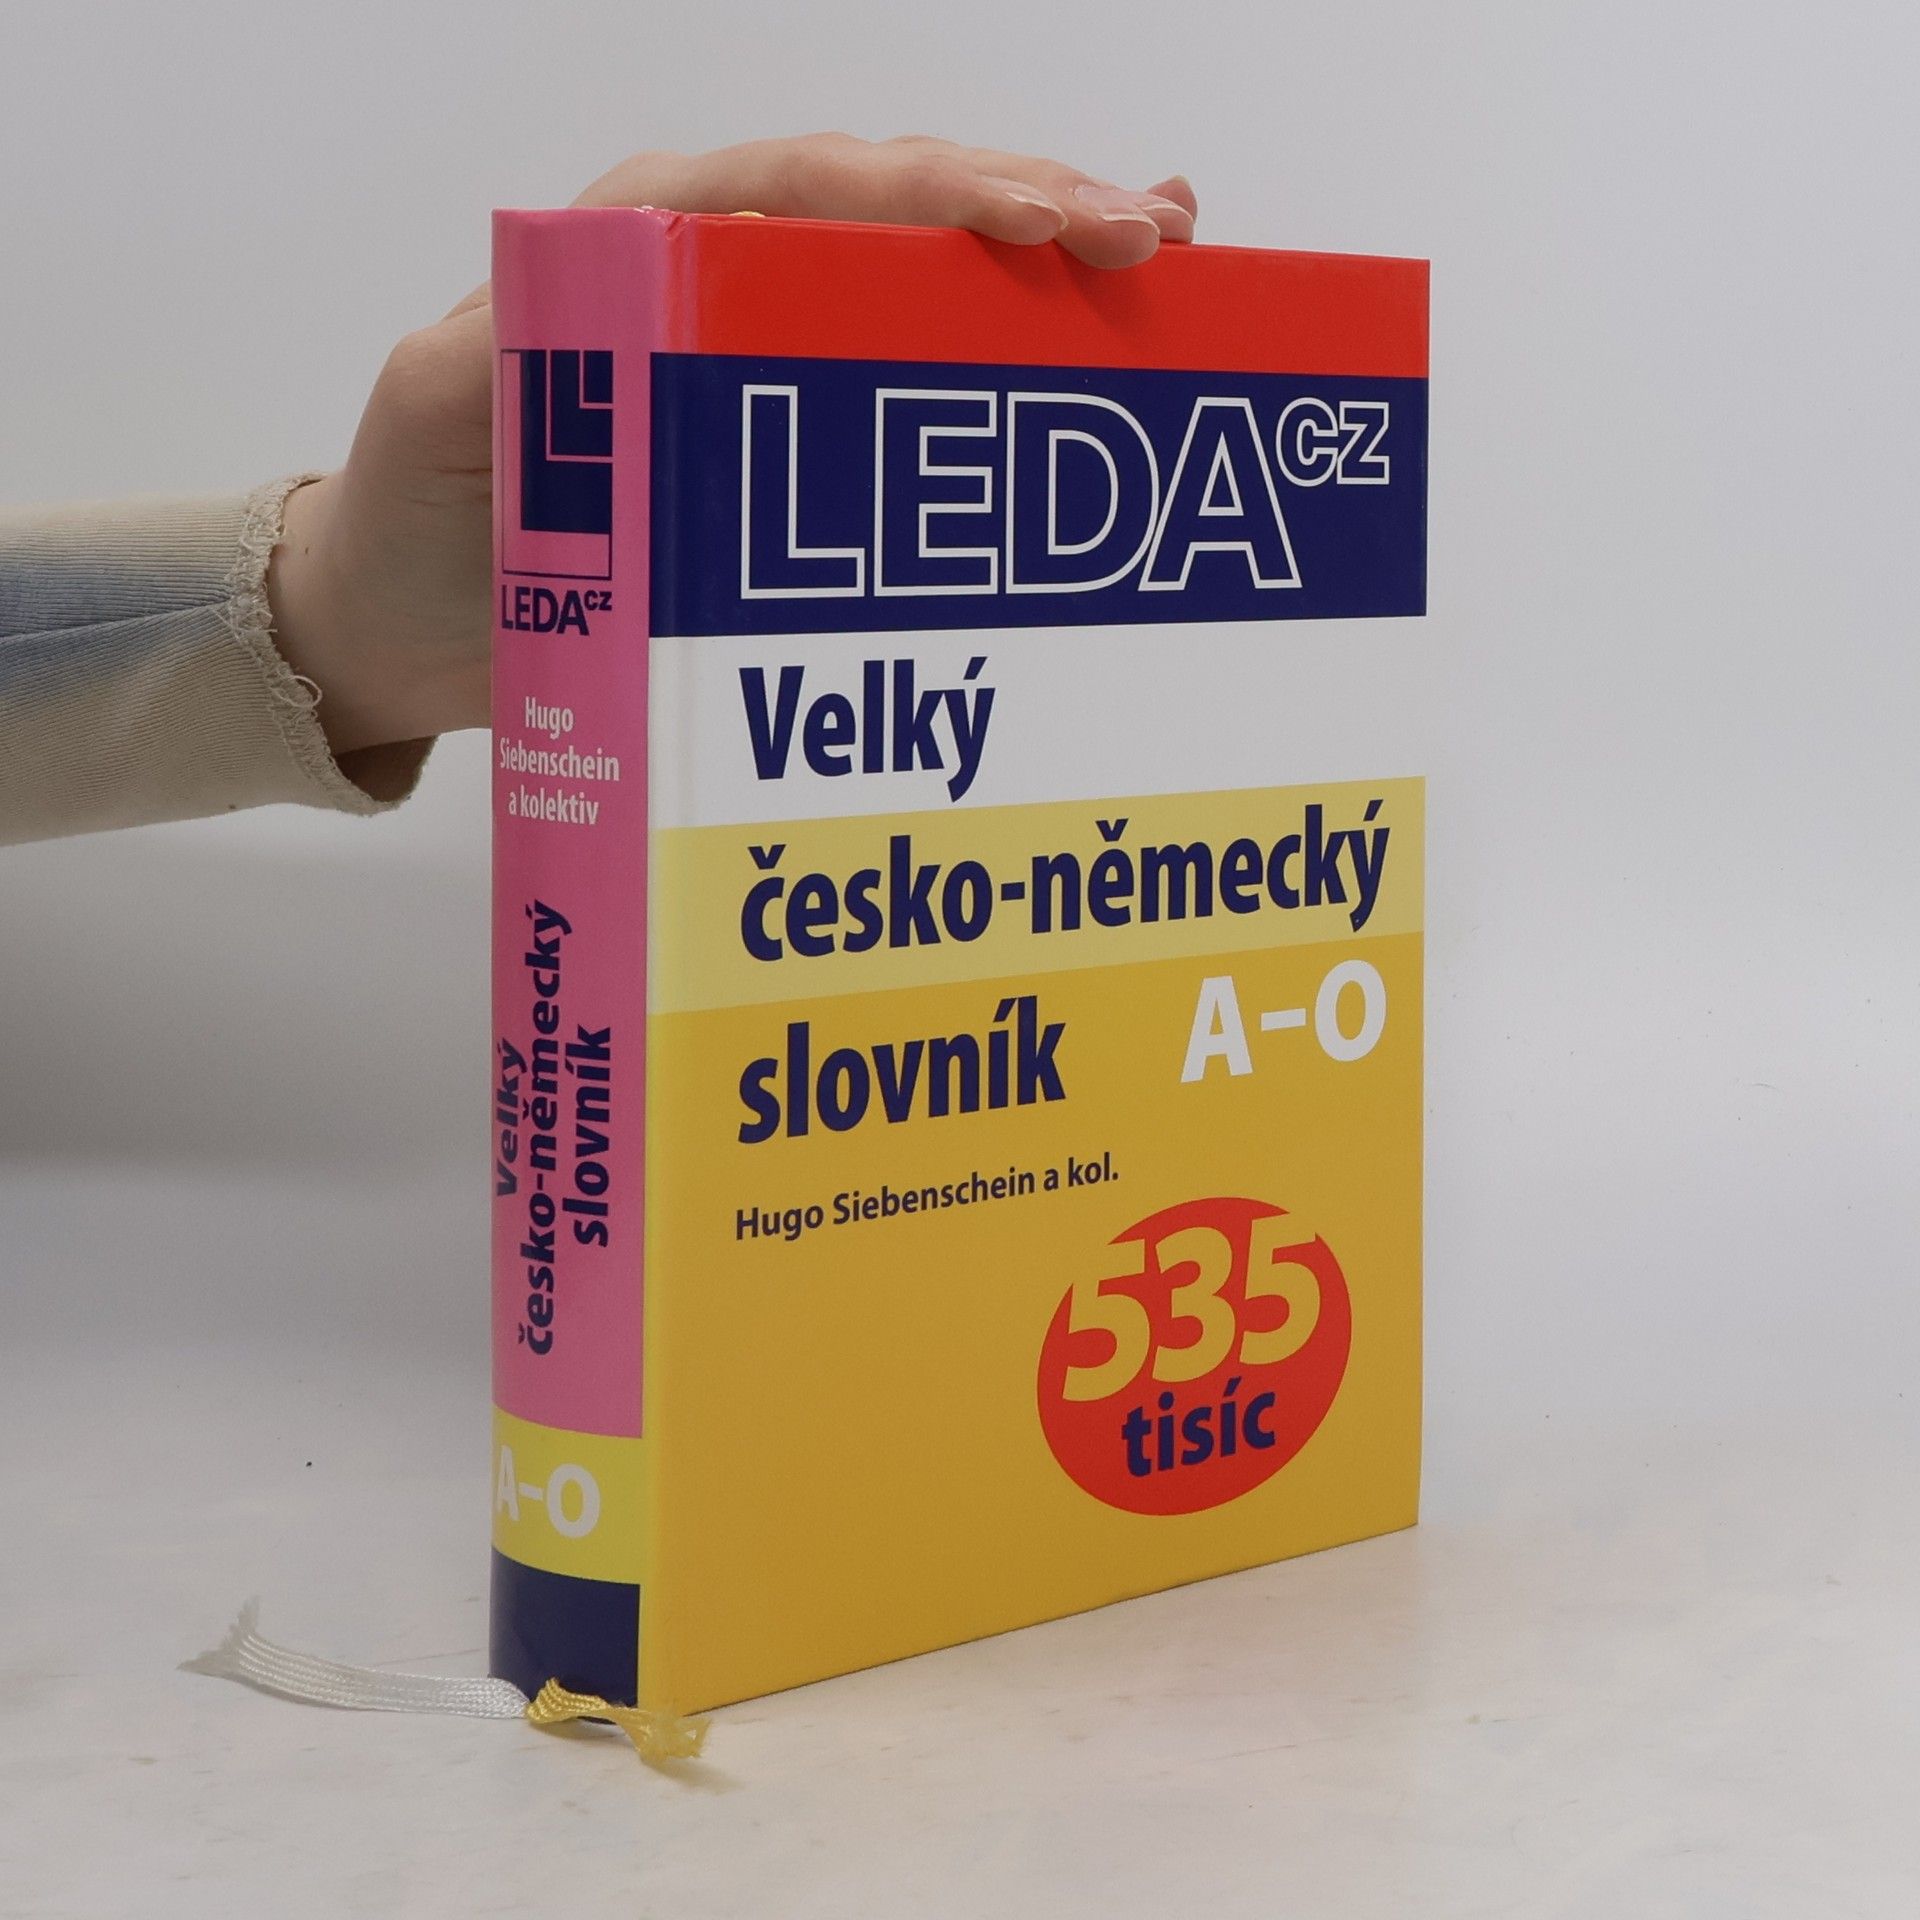 LEDA CZ
Hugo
Siebenschein
a kolektiv
Velký
česko-německý
slovník
A–O
LEDA CZ
Velký
česko-německý
slovník A–O
Hugo Siebenschein a kol.
535
tisíc